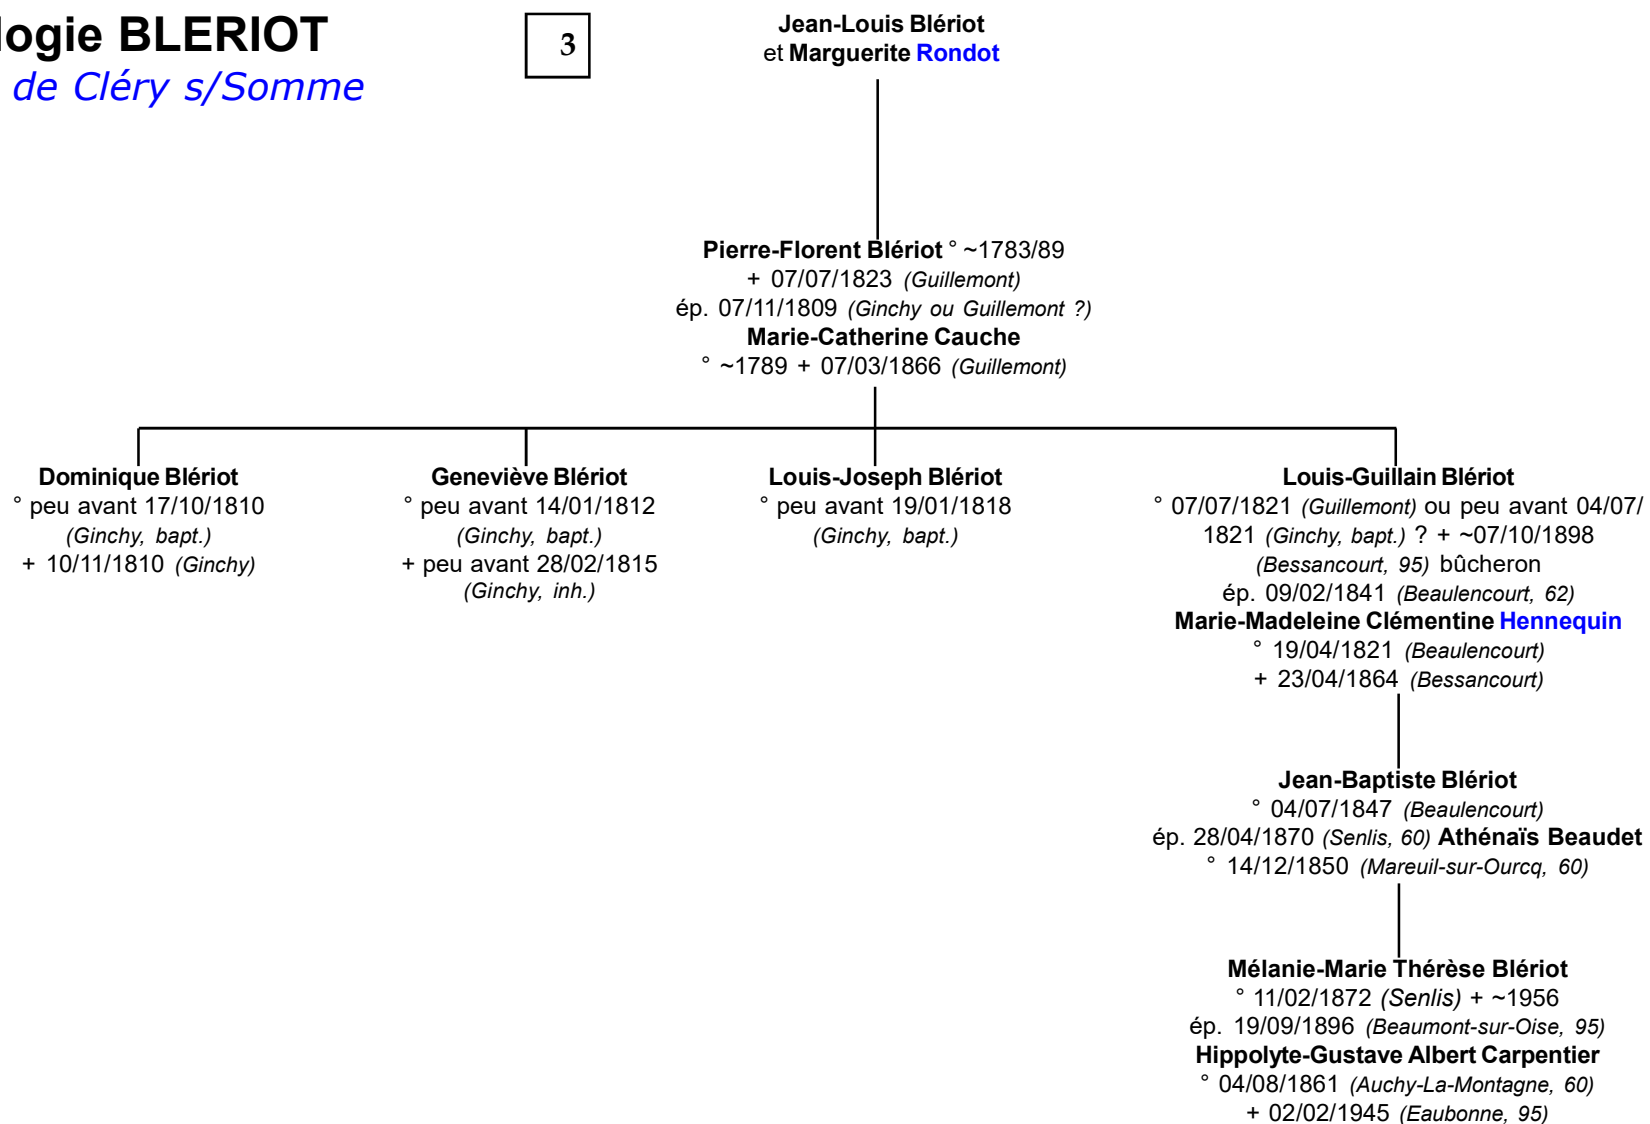 logie BLERIOT
de Cléry s/Somme
3
Jean-Louis Blériot
et Marguerite Rondot
Pierre-Florent Blériot ° ~1783/89
+ 07/07/1823 (Guillemont)
ép. 07/11/1809 (Ginchy ou Guillemont ?)
Marie-Catherine Cauche
° ~1789 + 07/03/1866 (Guillemont)
Dominique Blériot
° peu avant 17/10/1810
(Ginchy, bapt.)
+ 10/11/1810 (Ginchy)
Geneviève Blériot
° peu avant 14/01/1812
(Ginchy, bapt.)
+ peu avant 28/02/1815
(Ginchy, inh.)
Louis-Joseph Blériot
° peu avant 19/01/1818
(Ginchy, bapt.)
Louis-Guillain Blériot
° 07/07/1821 (Guillemont) ou peu avant 04/07/
1821 (Ginchy, bapt.) ? + ~07/10/1898
(Bessancourt, 95) bûcheron
ép. 09/02/1841 (Beaulencourt, 62)
Marie-Madeleine Clémentine Hennequin
° 19/04/1821 (Beaulencourt)
+ 23/04/1864 (Bessancourt)
Jean-Baptiste Blériot
° 04/07/1847 (Beaulencourt)
ép. 28/04/1870 (Senlis, 60) Athénaïs Beaudet
° 14/12/1850 (Mareuil-sur-Ourcq, 60)
Mélanie-Marie Thérèse Blériot
° 11/02/1872 (Senlis) + ~1956
ép. 19/09/1896 (Beaumont-sur-Oise, 95)
Hippolyte-Gustave Albert Carpentier
° 04/08/1861 (Auchy-La-Montagne, 60)
+ 02/02/1945 (Eaubonne, 95)